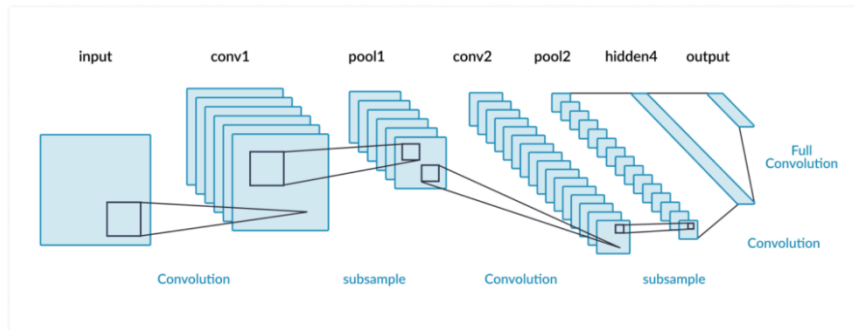 input
conv1
pool1
conv2
pool2
hidden4
output
Full
Convolution
Convolution
Convolution
subsample
Convolution
subsample